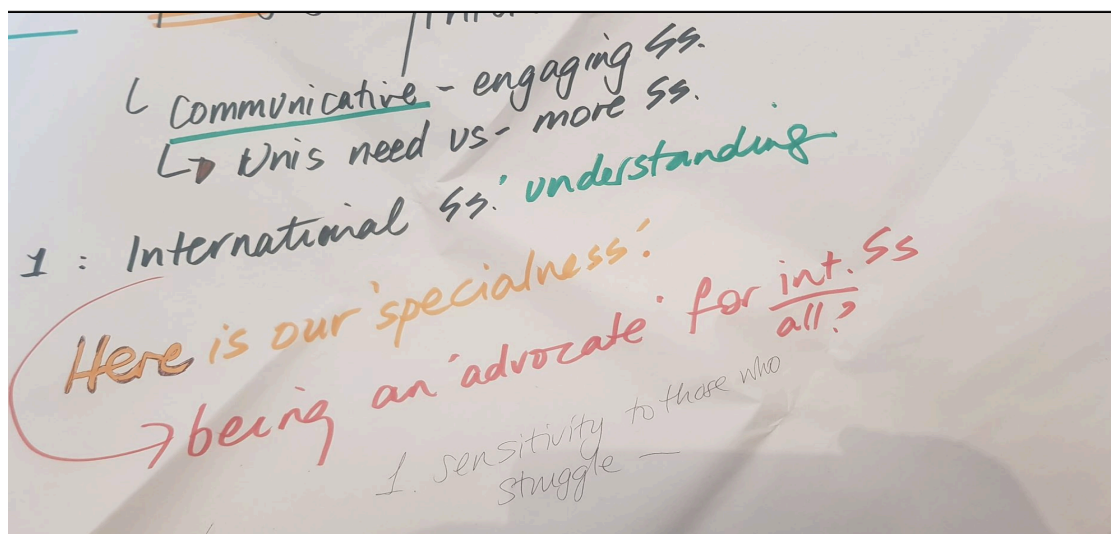 Communicative - engaging Ss.
↳ Unis need us - more Ss.
1 : International Ss.' understanding
Here is our 'specialness'.
→ being an 'advocate' for int. Ss
all?
1. sensitivity to those who
struggle —